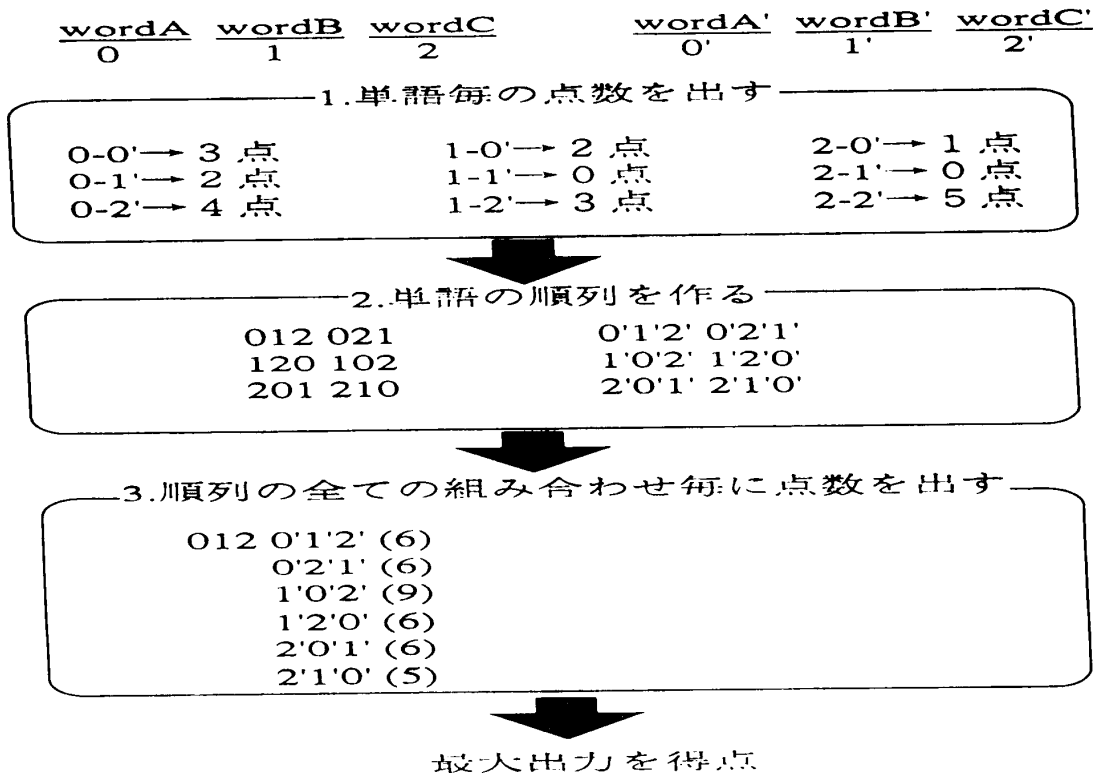 wordA wordB wordC wordA' wordB' wordC'
0 1 2 0' 1' 2'
1.単語毎の点数を出す
0-0'→ 3 点 1-0'→ 2 点 2-0'→ 1 点
0-1'→ 2 点 1-1'→ 0 点 2-1'→ 0 点
0-2'→ 4 点 1-2'→ 3 点 2-2'→ 5 点
2.単語の順列を作る
012 021 0'1'2' 0'2'1'
120 102 1'0'2' 1'2'0'
201 210 2'0'1' 2'1'0'
3.順列の全ての組み合わせ毎に点数を出す
012 0'1'2' (6)
0'2'1' (6)
1'0'2' (9)
1'2'0' (6)
2'0'1' (6)
2'1'0' (5)
最大出力を得点